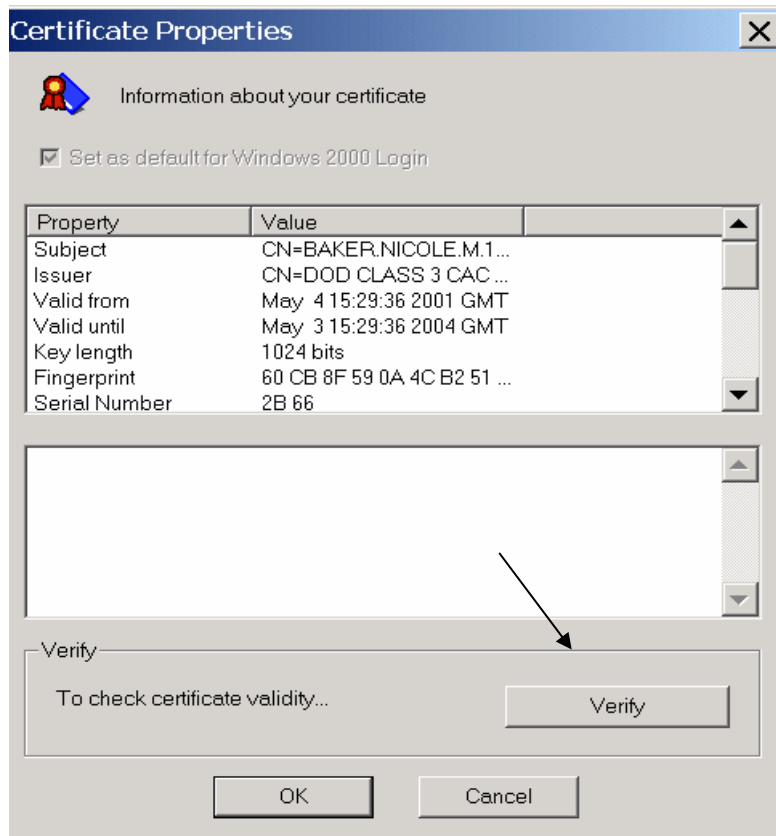 Certificate Properties
Information about your certificate
Set as default for Windows 2000 Login
Property Value
Subject CN=BAKER.NICOLE.M.1...
Issuer CN=DOD CLASS 3 CAC ...
Valid from May 4 15:29:36 2001 GMT
Valid until May 3 15:29:36 2004 GMT
Key length 1024 bits
Fingerprint 60 CB 8F 59 0A 4C B2 51 ...
Serial Number 2B 66
Verify
To check certificate validity... Verify
OK Cancel